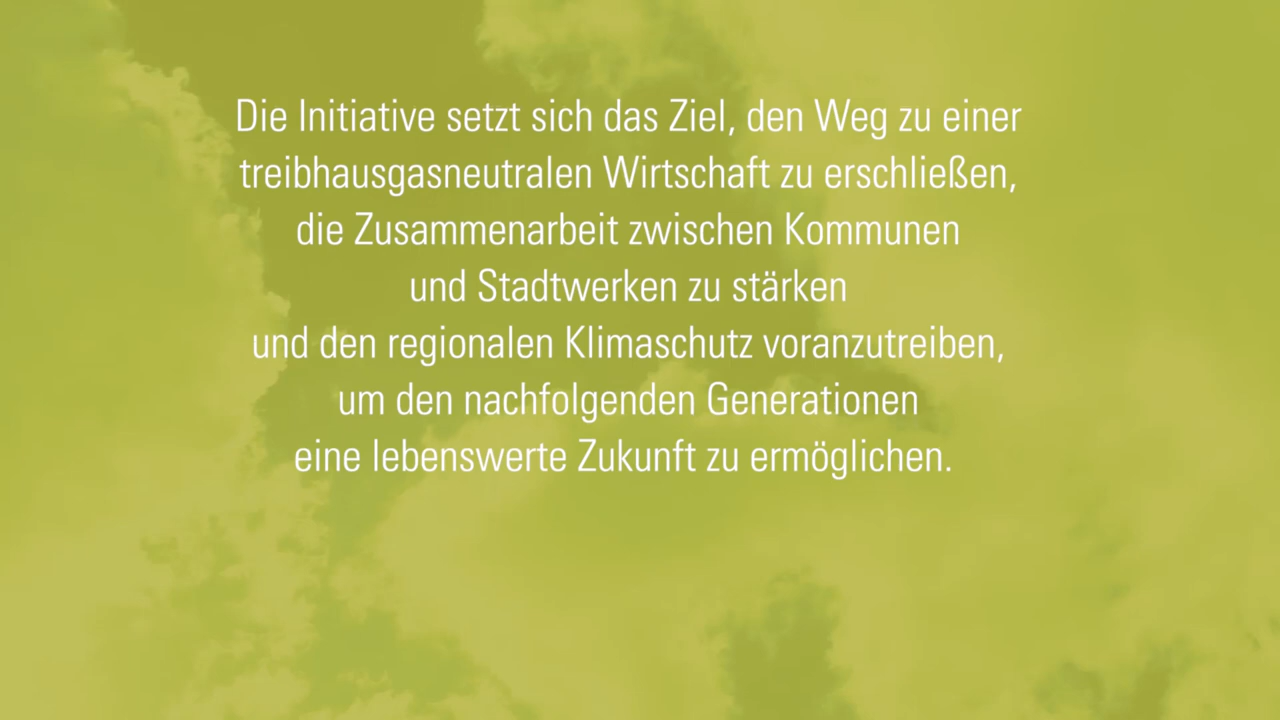 Die Initiative setzt sich das Ziel, den Weg zu einer
treibhausgasneutralen Wirtschaft zu erschließen,
die Zusammenarbeit zwischen Kommunen
und Stadtwerken zu stärken
und den regionalen Klimaschutz voranzutreiben,
um den nachfolgenden Generationen
eine lebenswerte Zukunft zu ermöglichen.